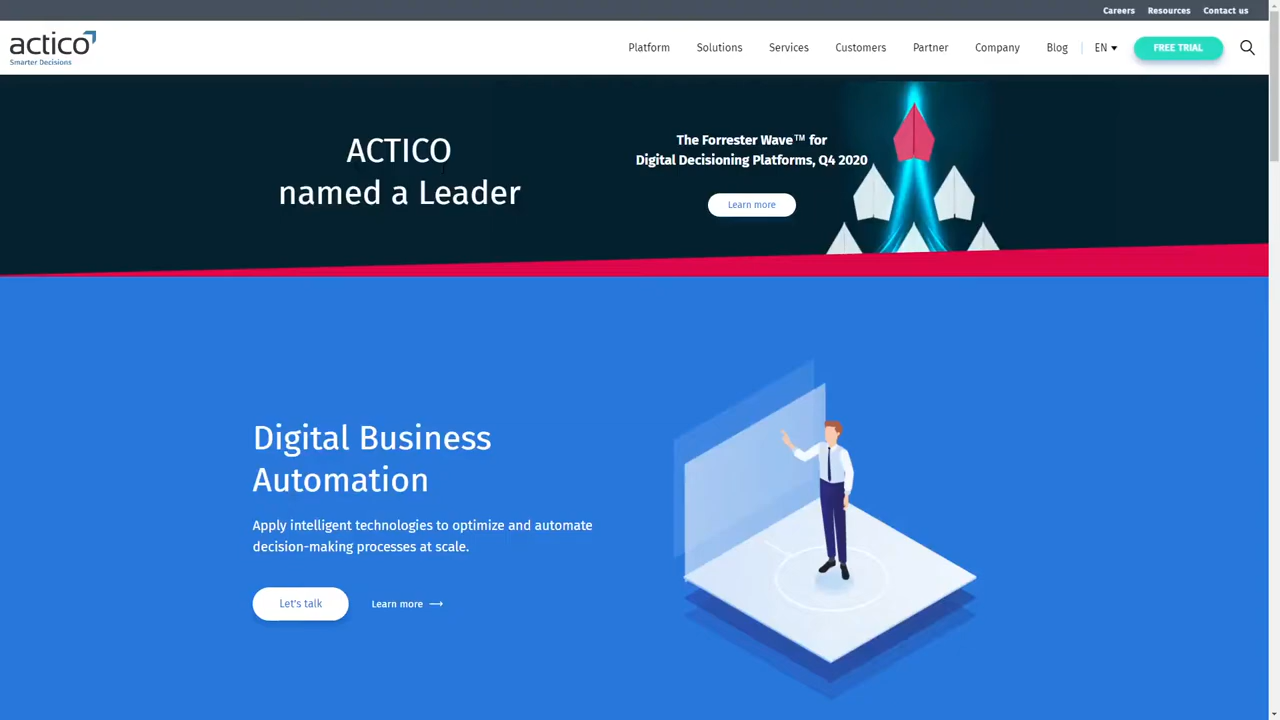 Careers Resources Contact us
actico
Smarter Decisions
Platform Solutions Services Customers Partner Company Blog EN FREE TRIAL
ACTICO
named a Leader
The Forrester Wave™ for
Digital Decisioning Platforms, Q4 2020
Learn more
Digital Business
Automation
Apply intelligent technologies to optimize and automate
decision-making processes at scale.
Let's talk Learn more